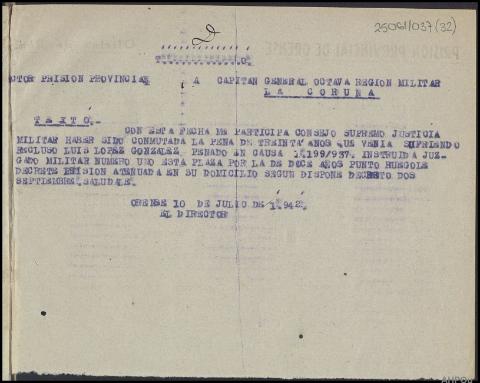 25061/037(32)
CTOR PRISION PROVINCIAL A CAPITAN GENERAL OCTAVA REGION MILITAR
LA CORUÑA
TEXTO.-
CON ESTA FECHA ME PARTICIPA CONSEJO SUPREMO JUSTICIA
MILITAR HABER SIDO CONMUTADA LA PENA DE TREINTA AÑOS QUE VENIA SUFRIENDO
RECLUSO LUIS LOPEZ GONZALEZ PENADO EN CAUSA 1.199/937. INSTRUIDA JUZ-
GADO MILITAR NUMERO UNO ESTA PLAZA POR LA DE DOCE AÑOS PUNTO RUEGOLE
DECRETE PRISION ATENUADA EN SU DOMICILIO SEGUN DISPONE DECRETO DOS
SEPTIEMBRE. SALUDALE.
ORENSE 10 DE JULIO DE 1.942.
EL DIRECTOR